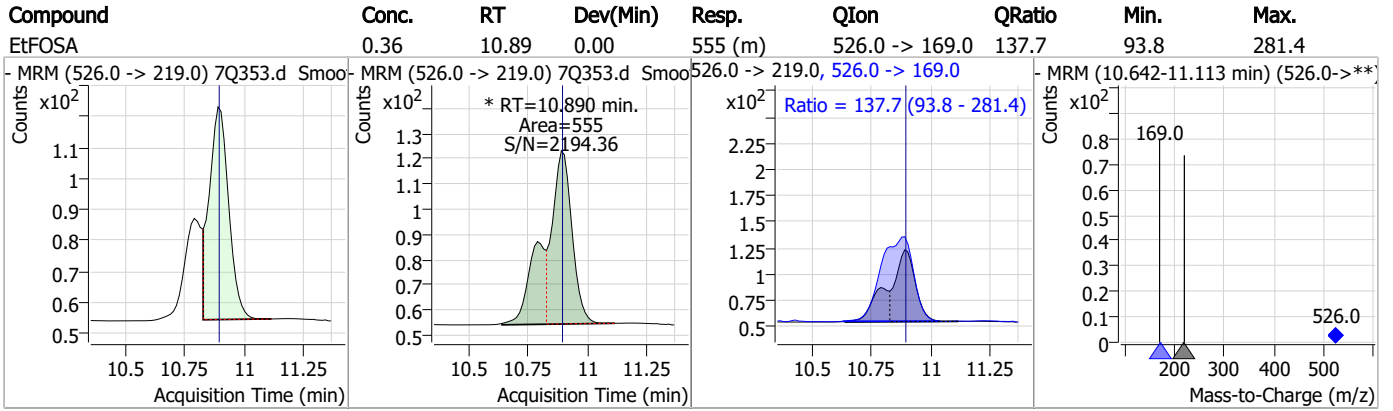 Compound Conc. RT Dev(Min) Resp. QIon QRatio Min. Max.
EtFOSA 0.36 10.89 0.00 555 (m) 526.0 -> 169.0 137.7 93.8 281.4
- MRM (526.0 -> 219.0) 7Q353.d Smoo
Counts
x10²
1.1
1
0.9
0.8
0.7
0.6
0.5
10.5 10.75 11 11.25
Acquisition Time (min)
- MRM (526.0 -> 219.0) 7Q353.d Smoo
Counts
x10²
* RT=10.890 min.
Area=555
S/N=2194.36
1.3
1.2
1.1
1
0.9
0.8
0.7
0.6
0.5
10.5 10.75 11 11.25
Acquisition Time (min)
526.0 -> 219.0, 526.0 -> 169.0
x10²
Ratio = 137.7 (93.8 - 281.4)
2.25
2
1.75
1.5
1.25
1
0.75
0.5
10.5 10.75 11 11.25
Acquisition Time (min)
- MRM (10.642-11.113 min) (526.0->**)
Counts
x10²
169.0
0.8
0.7
0.6
0.5
0.4
0.3
0.2
0.1
0
526.0
200 300 400 500
Mass-to-Charge (m/z)